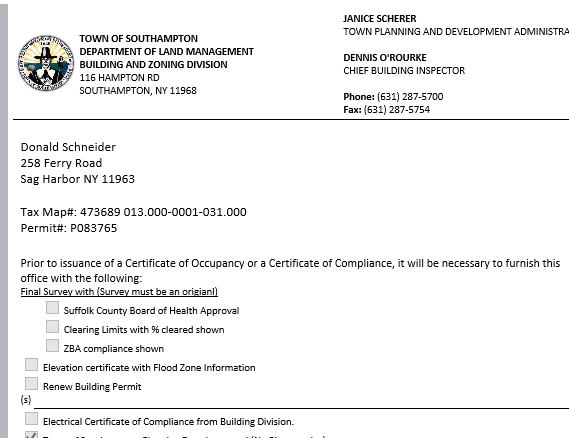 JANICE SCHERER
TOWN PLANNING AND DEVELOPMENT ADMINISTRA
TOWN OF SOUTHAMPTON
DEPARTMENT OF LAND MANAGEMENT
BUILDING AND ZONING DIVISION
116 HAMPTON RD
SOUTHAMPTON, NY 11968
DENNIS O'ROURKE
CHIEF BUILDING INSPECTOR
Phone: (631) 287-5700
Fax: (631) 287-5754
Donald Schneider
258 Ferry Road
Sag Harbor NY 11963
Tax Map#: 473689 013.000-0001-031.000
Permit#: P083765
Prior to issuance of a Certificate of Occupancy or a Certificate of Compliance, it will be necessary to furnish this
office with the following:
Final Survey with (Survey must be origianl)
Suffolk County Board of Health Approval
Clearing Limits with % cleared shown
ZBA compliance shown
Elevation certificate with Flood Zone Information
Renew Building Permit
(s)
Electrical Certificate of Compliance from Building Division.